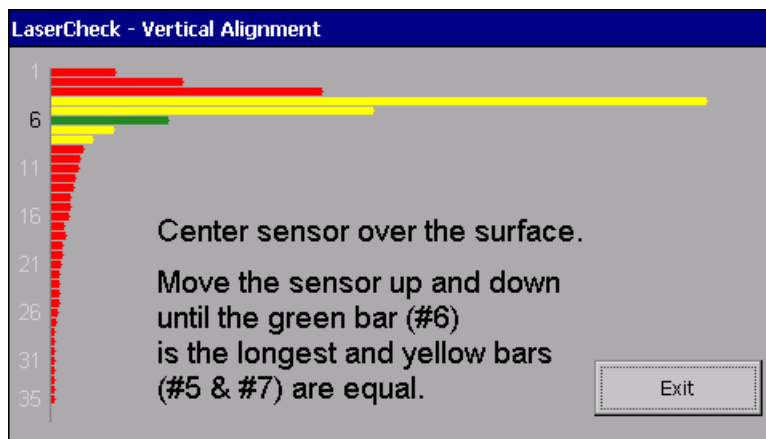 LaserCheck - Vertical Alignment
1
6
11
16
21
26
31
35
Center sensor over the surface.
Move the sensor up and down
until the green bar (#6)
is the longest and yellow bars
(#5 & #7) are equal.
Exit